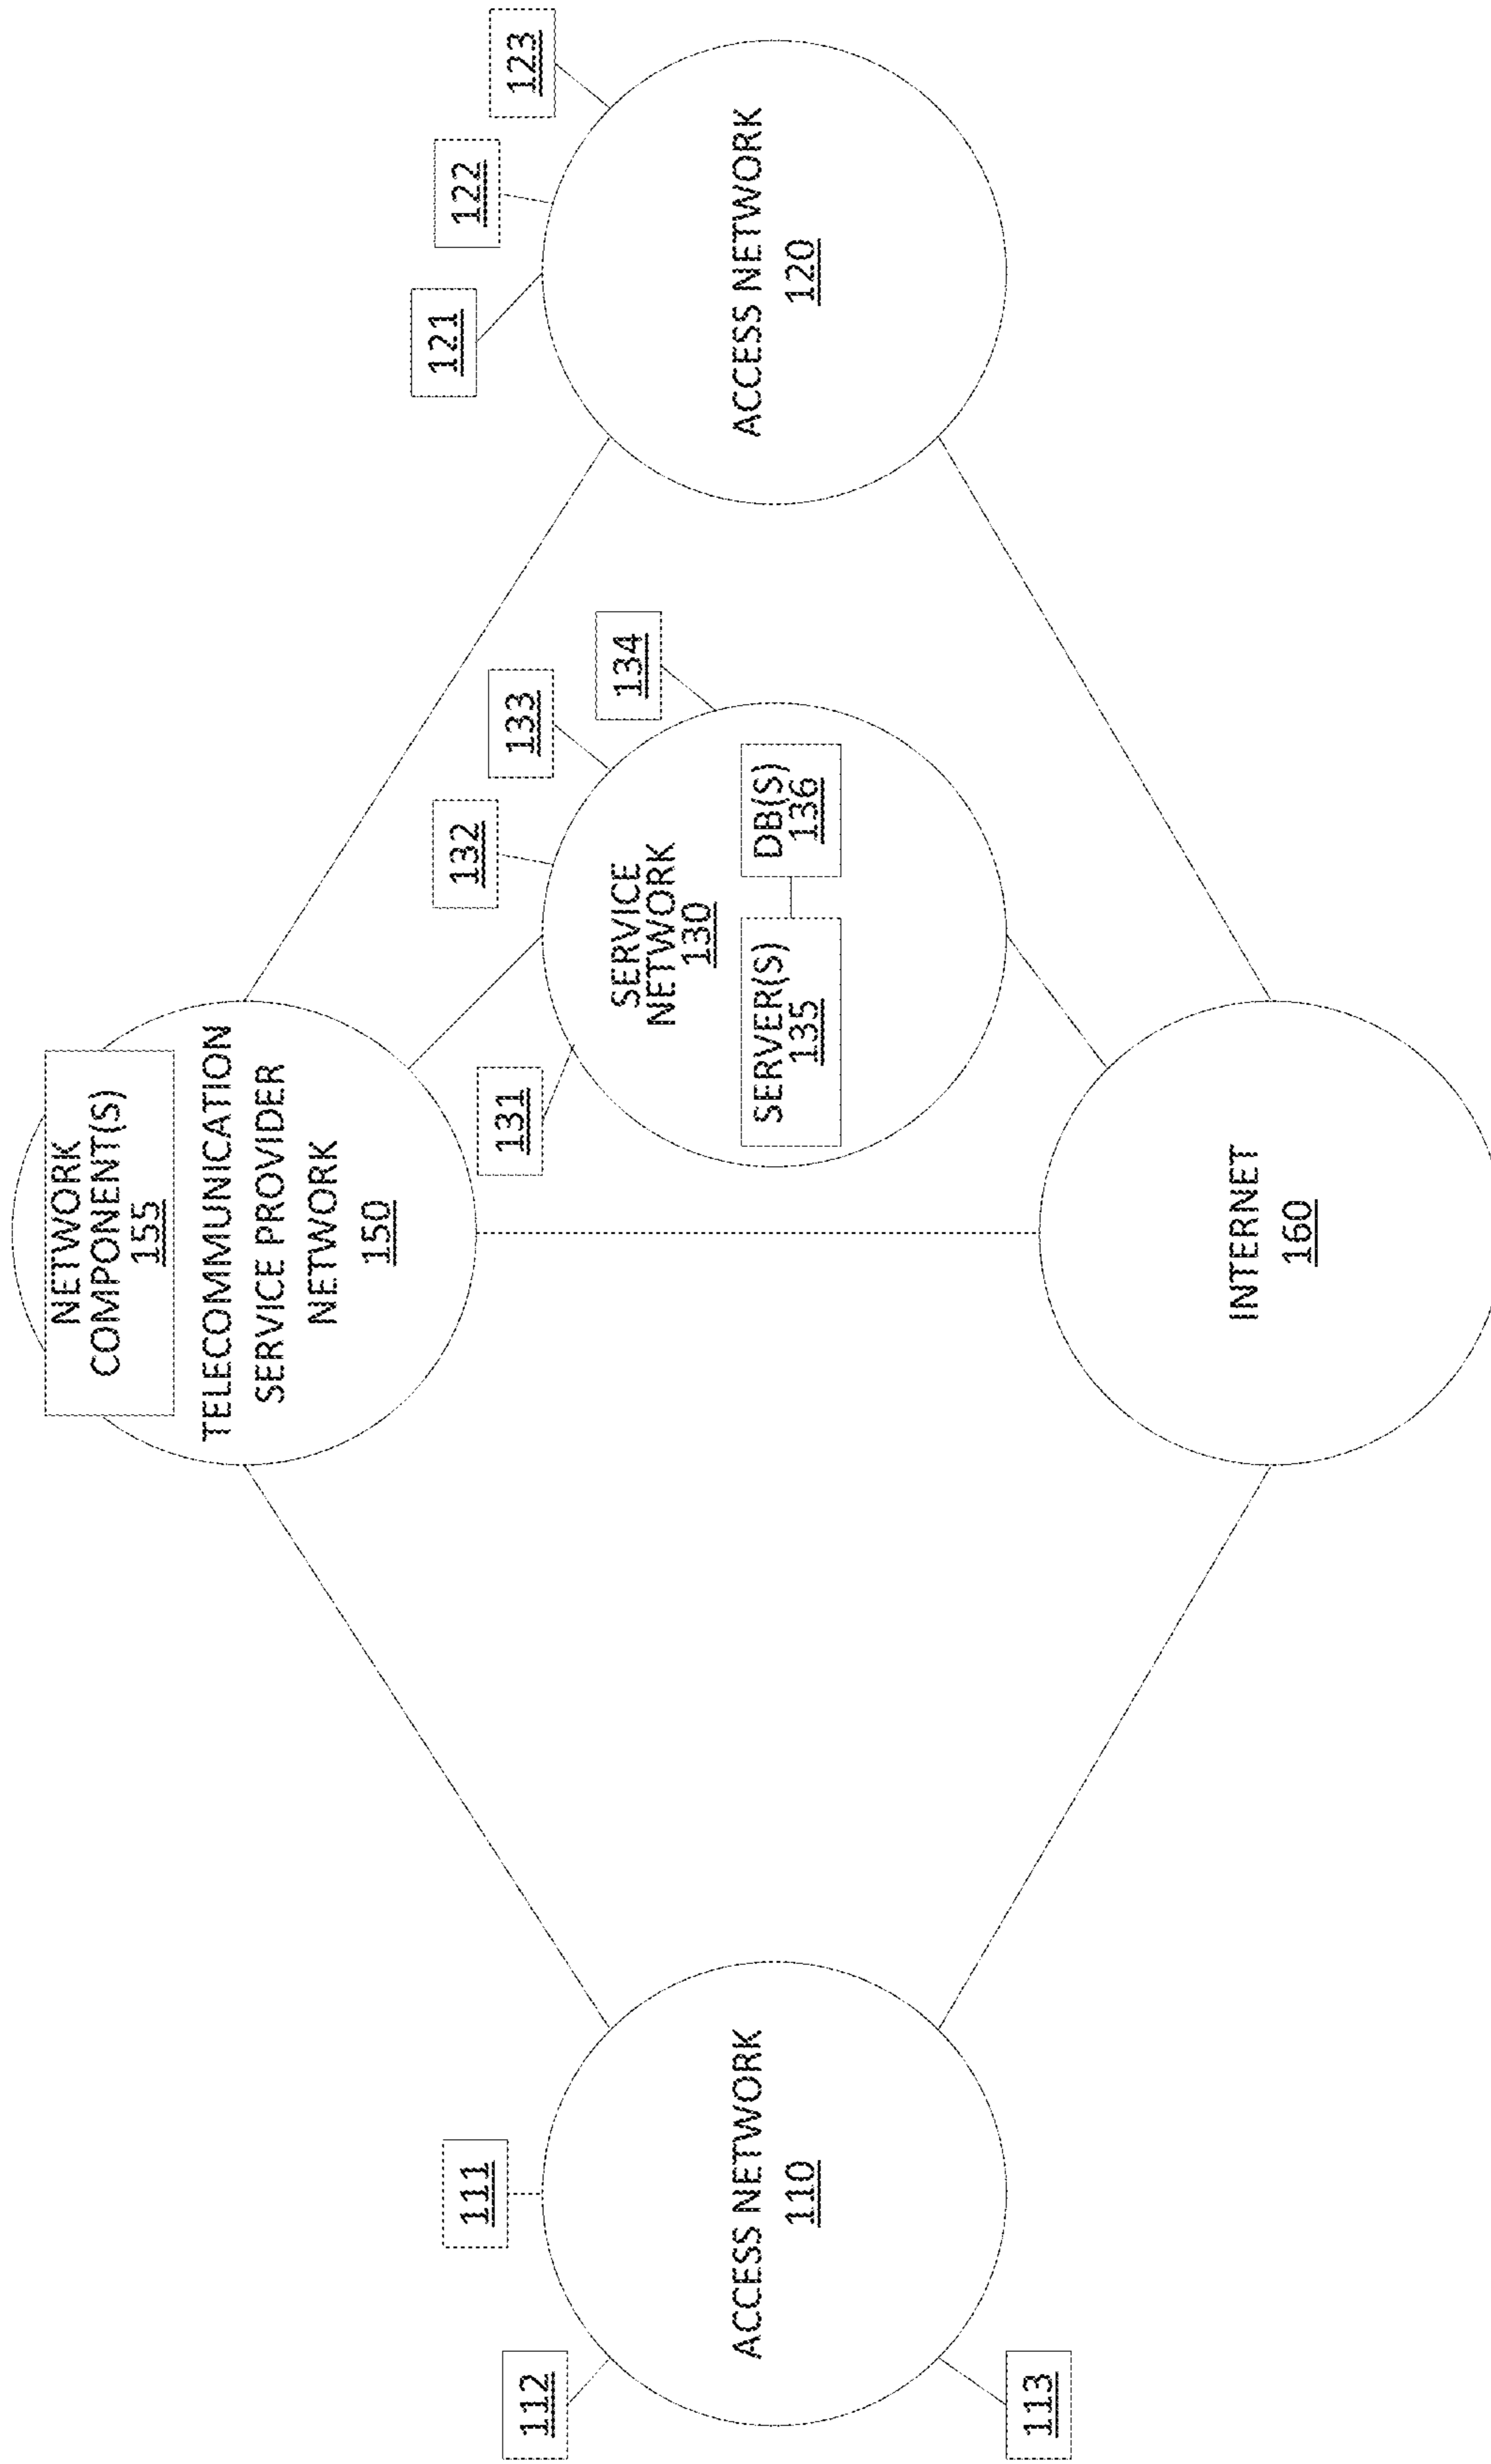 NETWORK
COMPONENT(S)
155
TELECOMMUNICATION
SERVICE PROVIDER
NETWORK
150
111
112
ACCESS NETWORK
110
113
131
132
133
134
SERVICE
NETWORK
130
SERVER(S)
135
DB(S)
136
121
122
123
ACCESS NETWORK
120
INTERNET
160